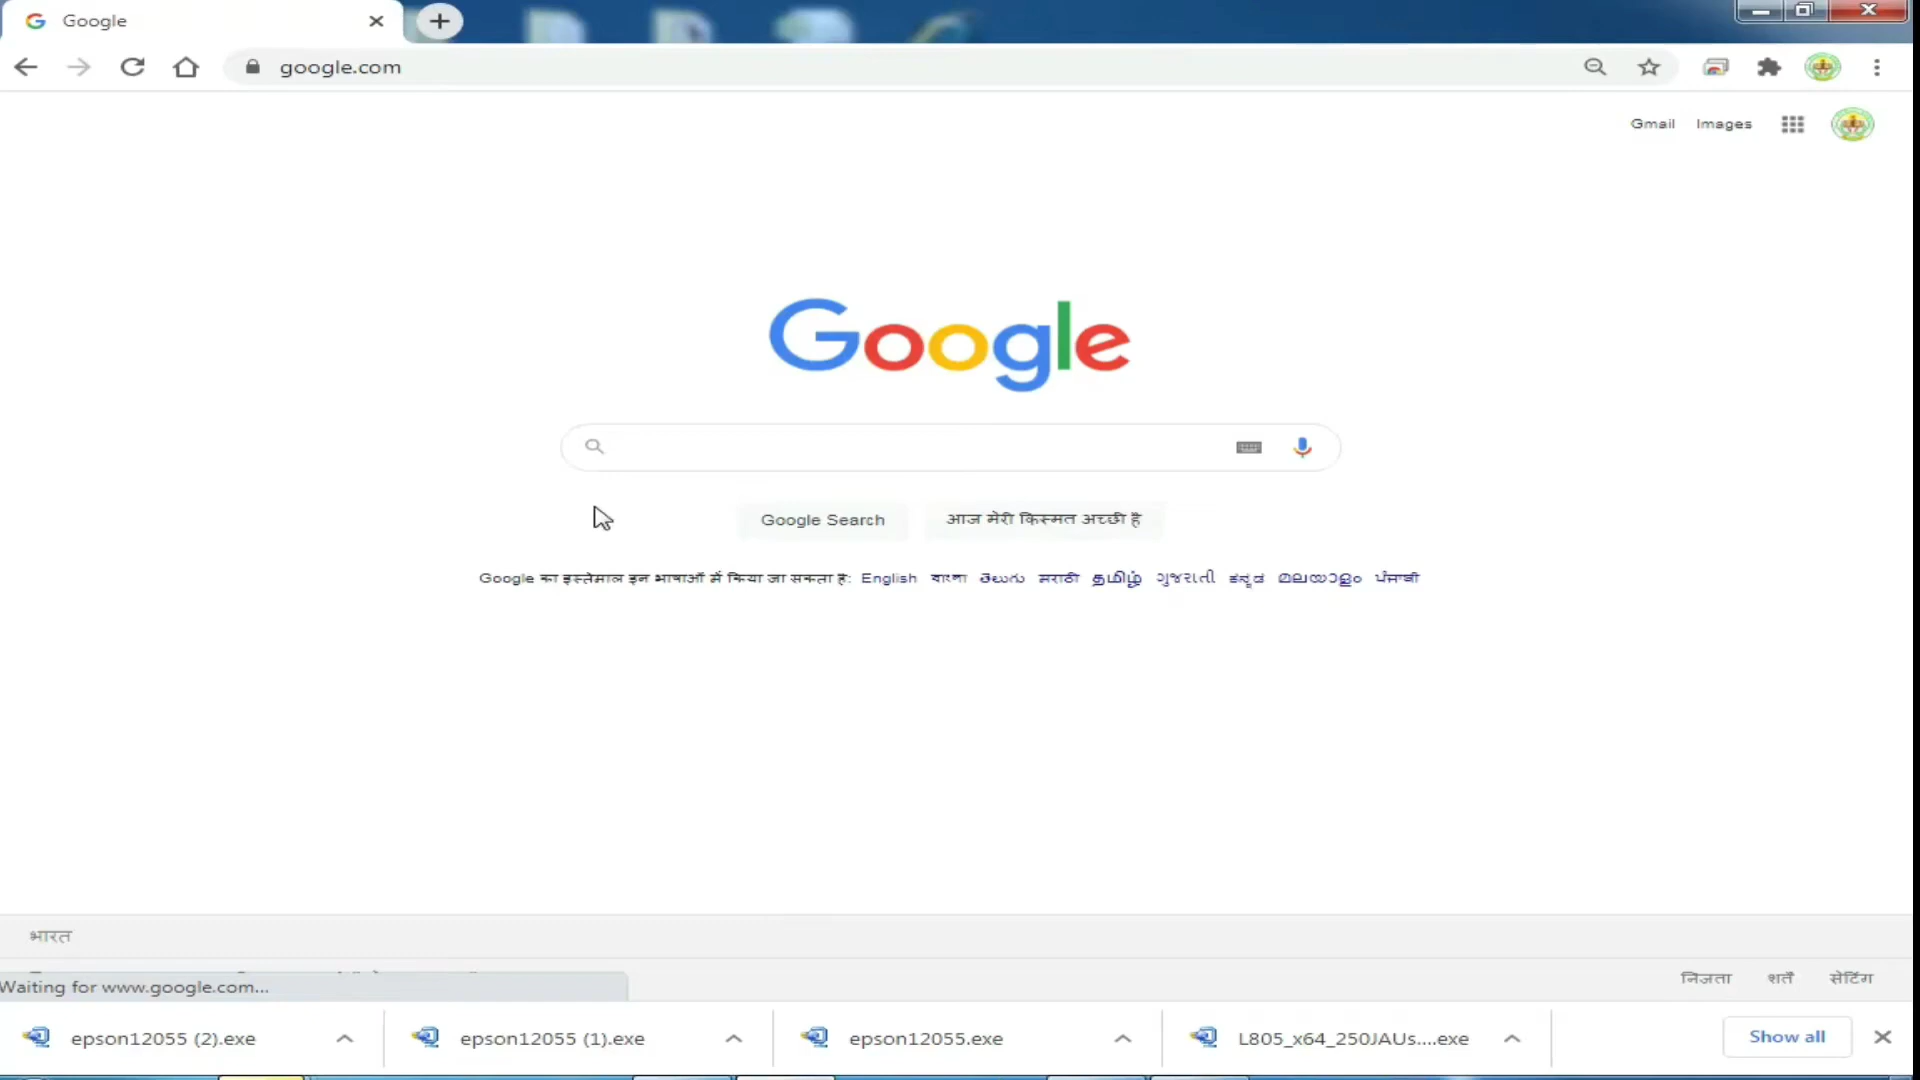 Google
google.com
Gmail Images
Google
Google Search आज मेरी किस्मत अच्छी है
Google का इस्तेमाल इन भाषाओं में किया जा सकता है: English বাংলা తెలుగు मराठी தமிழ் ગુજરાતી ಕನ್ನಡ മലയാളം ਪੰਜਾਬੀ
भारत
निजता शर्तें सेटिंग
Waiting for www.google.com...
epson12055 (2).exe epson12055 (1).exe epson12055.exe L805_x64_250JAUs....exe Show all